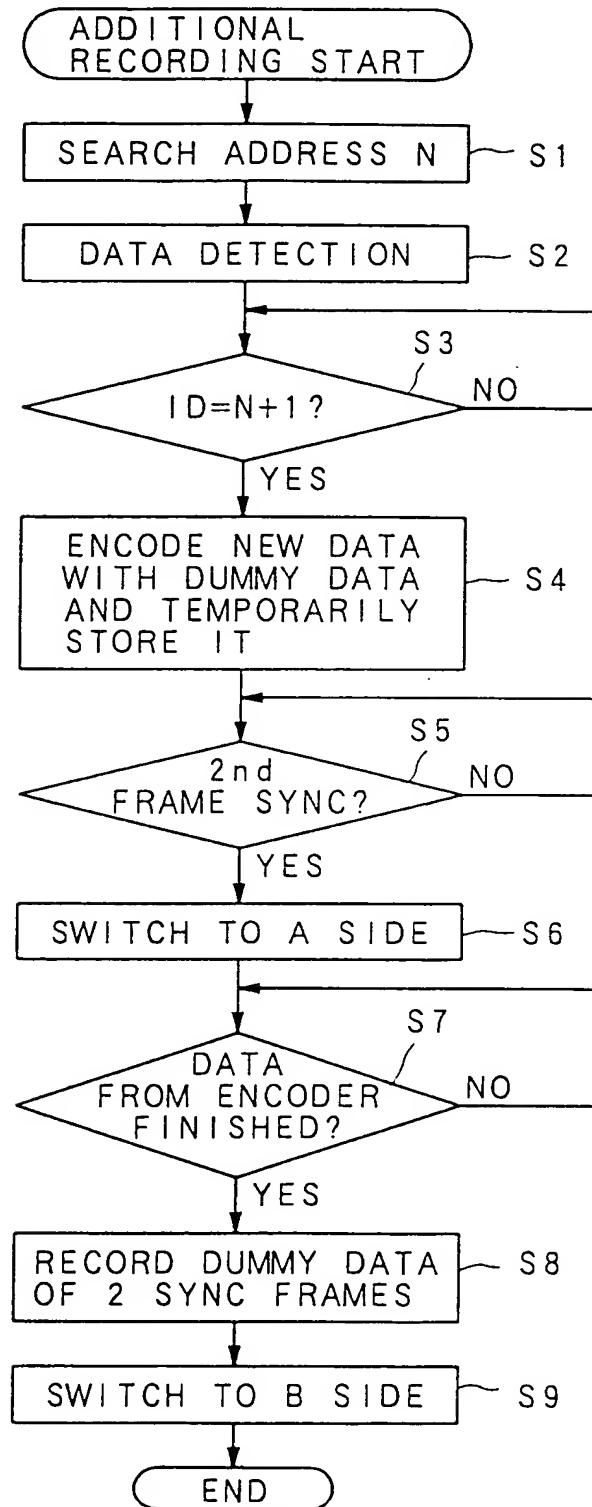 ADDITIONAL
RECORDING START
SEARCH ADDRESS N
S1
DATA DETECTION
S2
S3
ID=N+1?
NO
YES
ENCODE NEW DATA
WITH DUMMY DATA
AND TEMPORARILY
STORE IT
S4
S5
2nd
FRAME SYNC?
NO
YES
SWITCH TO A SIDE
S6
S7
DATA
FROM ENCODER
FINISHED?
NO
YES
RECORD DUMMY DATA
OF 2 SYNC FRAMES
S8
SWITCH TO B SIDE
S9
END